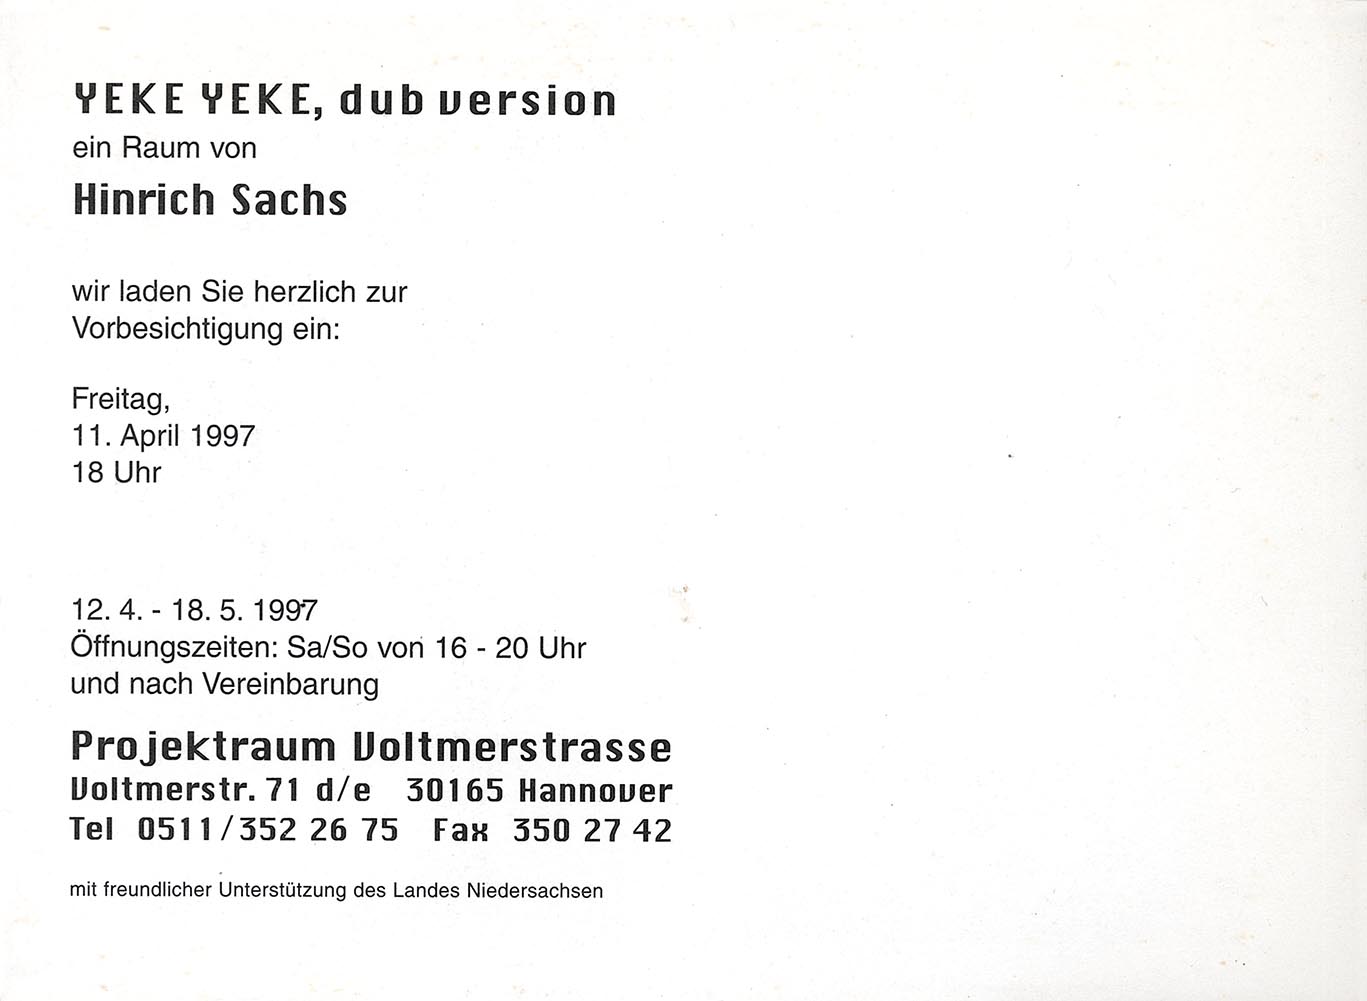 YEKE YEKE, dub version
ein Raum von
Hinrich Sachs
wir laden Sie herzlich zur
Vorbesichtigung ein:
Freitag,
11. April 1997
18 Uhr
12. 4. - 18. 5. 1997
Öffnungszeiten: Sa/So von 16 - 20 Uhr
und nach Vereinbarung
Projektraum Voltmerstrasse
Voltmerstr. 71 d/e 30165 Hannover
Tel 0511/352 26 75 Fax 350 27 42
mit freundlicher Unterstützung des Landes Niedersachsen